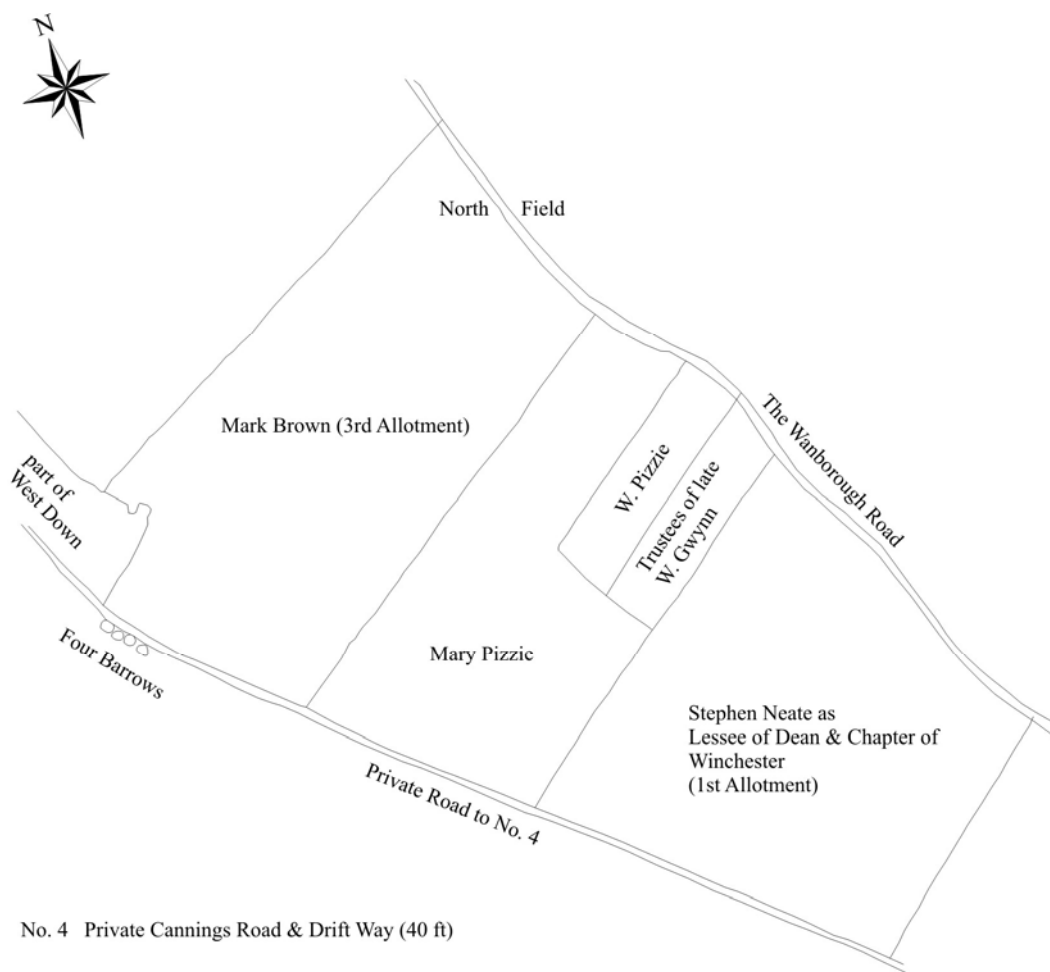 N
North Field
Mark Brown (3rd Allotment)
part of
West Down
Four Barrows
W. Pizzie
Trustees of late
W. Gwynn
The Wanborough Road
Mary Pizzie
Stephen Neate as
Lessee of Dean & Chapter of
Winchester
(1st Allotment)
Private Road to No. 4
No. 4 Private Cannings Road & Drift Way (40 ft)